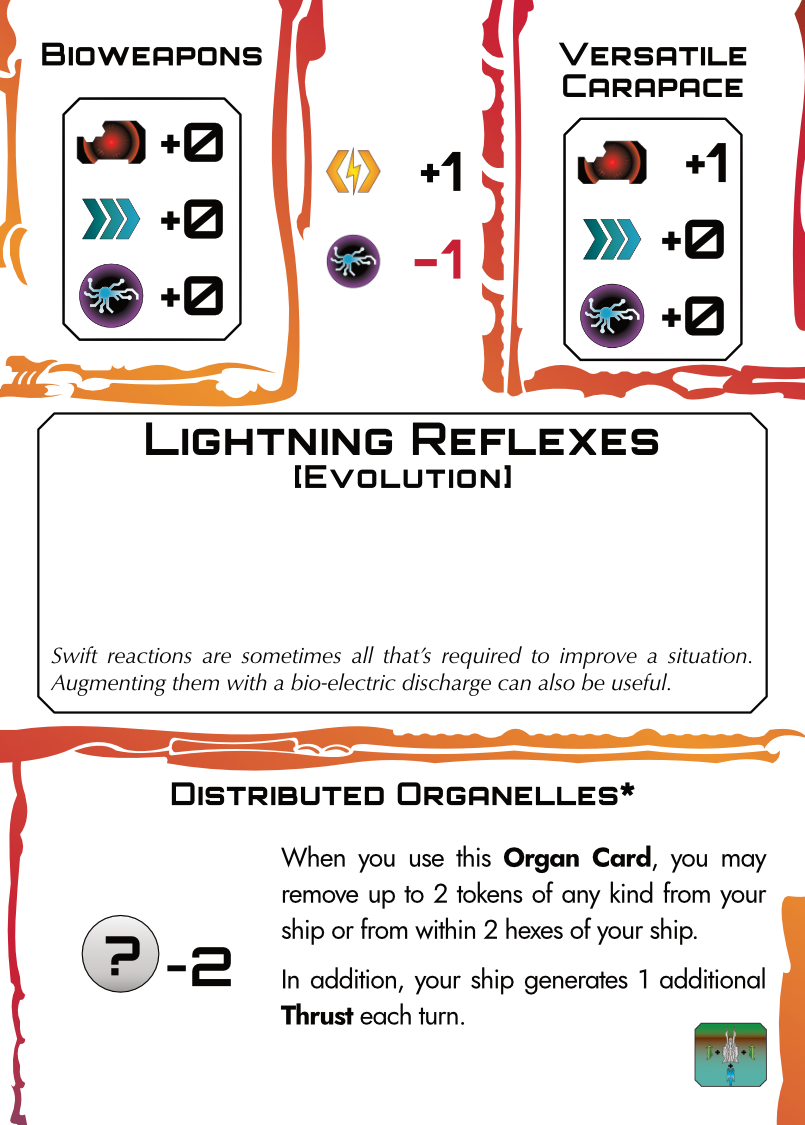 Bioweapons
+0
+0
+0
+1
-1
Versatile
Carapace
+1
+0
+0
Lightning Reflexes
[Evolution]
Swift reactions are sometimes all that's required to improve a situation.
Augmenting them with a bio-electric discharge can also be useful.
Distributed Organelles*
? -2
When you use this Organ Card, you may
remove up to 2 tokens of any kind from your
ship or from within 2 hexes of your ship.
In addition, your ship generates 1 additional
Thrust each turn.